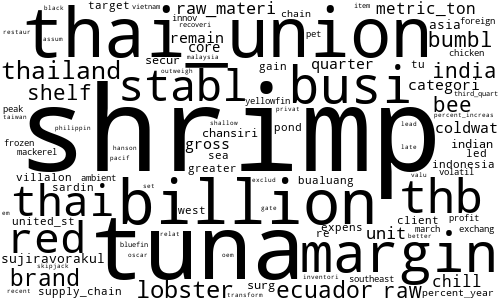 black target vietnam raw_materi item metric_ton
innov chain asia foreign
restaur thai_union recoveri pet bumbl
remain core malaysia chicken
secur gain quarter tu india
thailand stabl busi categori
shelf outweigh yellowfin third_quart
peak shrimp privat bee percent_increas
taiwan philippin shallow lead coldwat
frozen hanson chansiri pond late indian
mackerel pacif gross sea led
villalon ambient greater indonesia
sardin set exclud bualuang valu volatil
em thai billion thb
west gate client profit
united_st expens march exchang
red tuna bluefin relat re unit better
sujiravorakul oscar oem margin
skipjack inventori southeast chill
brand lobster surg ecuador raw
recent supply_chain transform percent_year